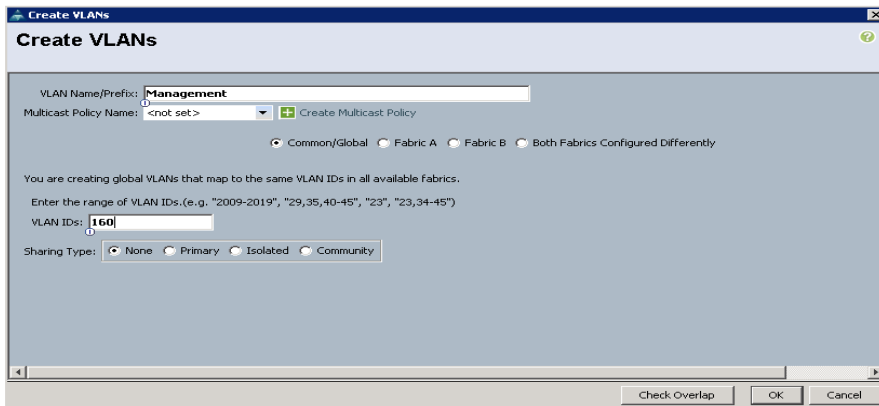 Create VLANs
Create VLANs
VLAN Name/Prefix: Management
Multicast Policy Name: <not set> Create Multicast Policy
Common/Global Fabric A Fabric B Both Fabrics Configured Differently
You are creating global VLANs that map to the same VLAN IDs in all available fabrics.
Enter the range of VLAN IDs.(e.g. "2009-2019", "29,35,40-45", "23", "23,34-45")
VLAN IDs: 160
Sharing Type: None Primary Isolated Community
Check Overlap OK Cancel